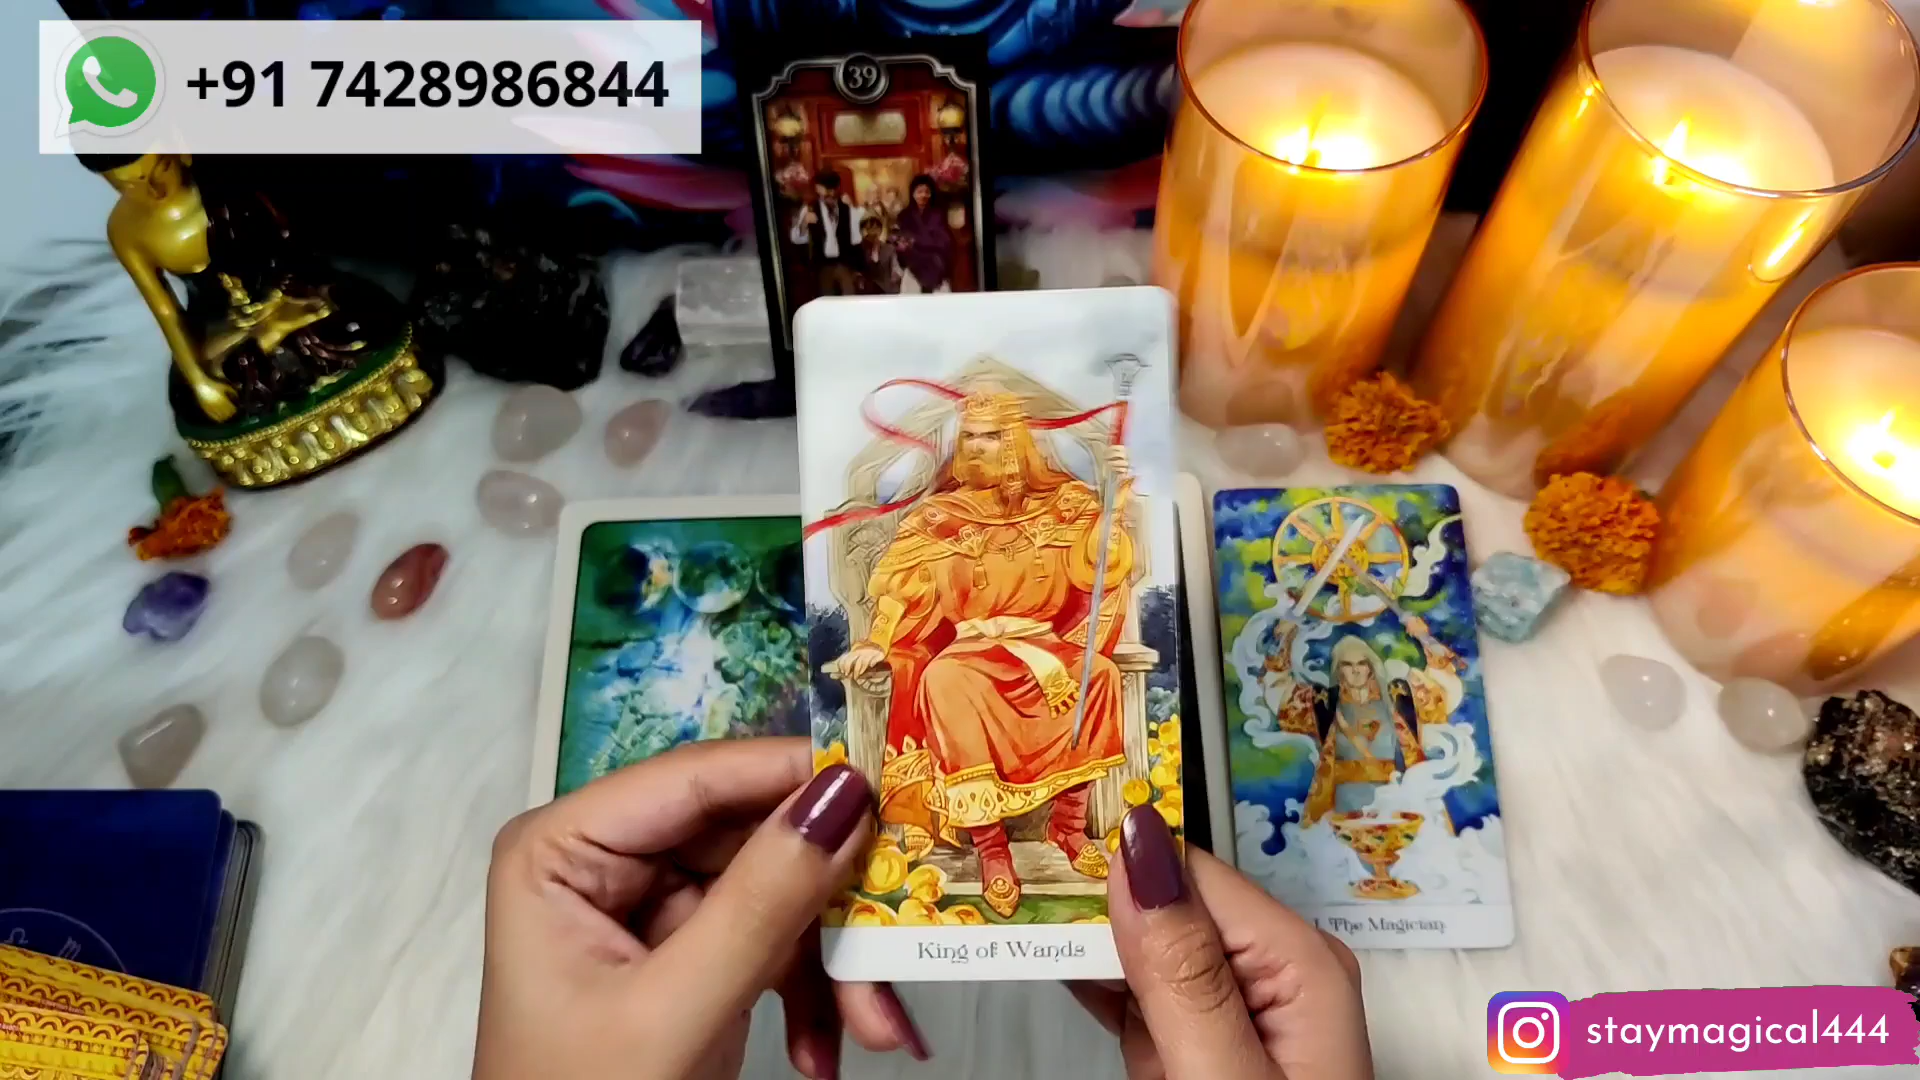 +91 7428986844
39
King of Wands
I. The Magician
staymagical444